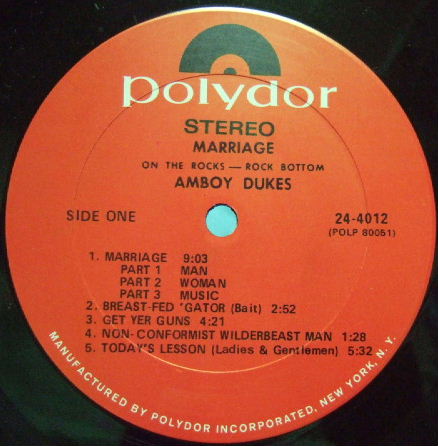 polydor
STEREO
MARRIAGE
ON THE ROCKS — ROCK BOTTOM
AMBOY DUKES
SIDE ONE
24-4012
(POLP 80051)
1. MARRIAGE 9:03
PART 1 MAN
PART 2 WOMAN
PART 3 MUSIC
2. BREAST-FED 'GATOR (Bait) 2:52
3. GET YER GUNS 4:21
4. NON-CONFORMIST WILDERBEAST MAN 1:28
5. TODAY'S LESSON (Ladies & Gentlemen) 5:32
MANUFACTURED BY POLYDOR INCORPORATED, NEW YORK, N.Y.